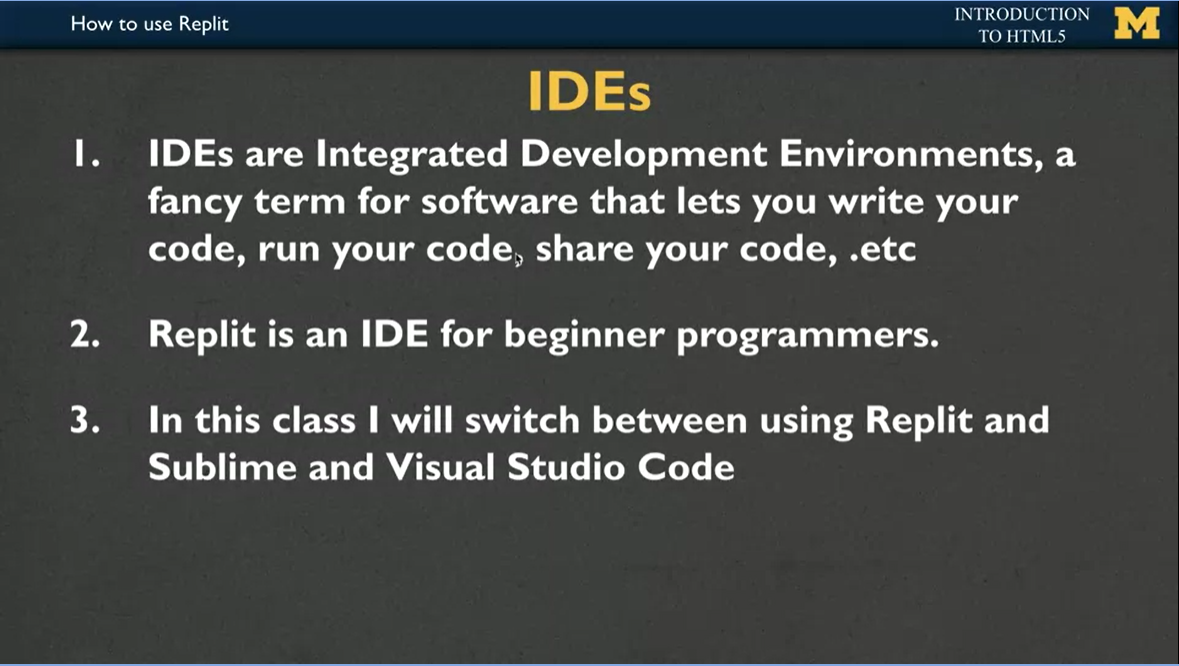 How to use Replit
INTRODUCTION
TO HTML5
M
IDEs
1. IDEs are Integrated Development Environments, a
fancy term for software that lets you write your
code, run your code, share your code, .etc
2. Replit is an IDE for beginner programmers.
3. In this class I will switch between using Replit and
Sublime and Visual Studio Code